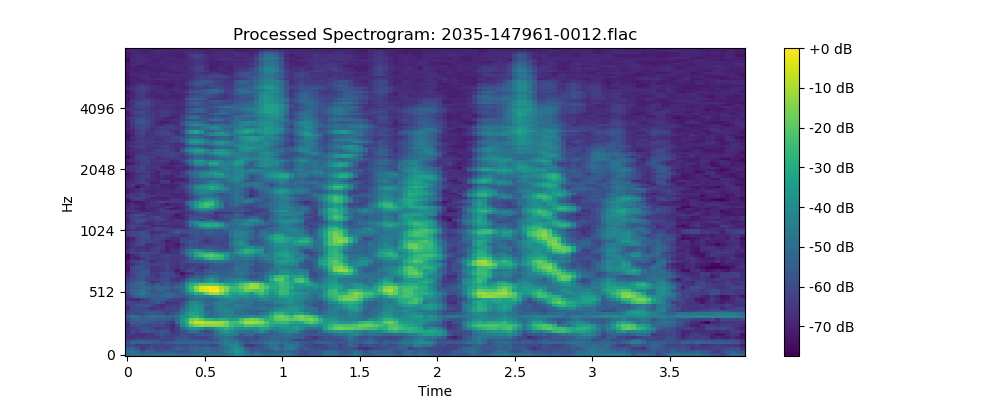 Processed Spectrogram: 2035-147961-0012.flac
Hz
4096
2048
1024
512
0
0
0.5
1
1.5
2
2.5
3
3.5
Time
+0 dB
-10 dB
-20 dB
-30 dB
-40 dB
-50 dB
-60 dB
-70 dB